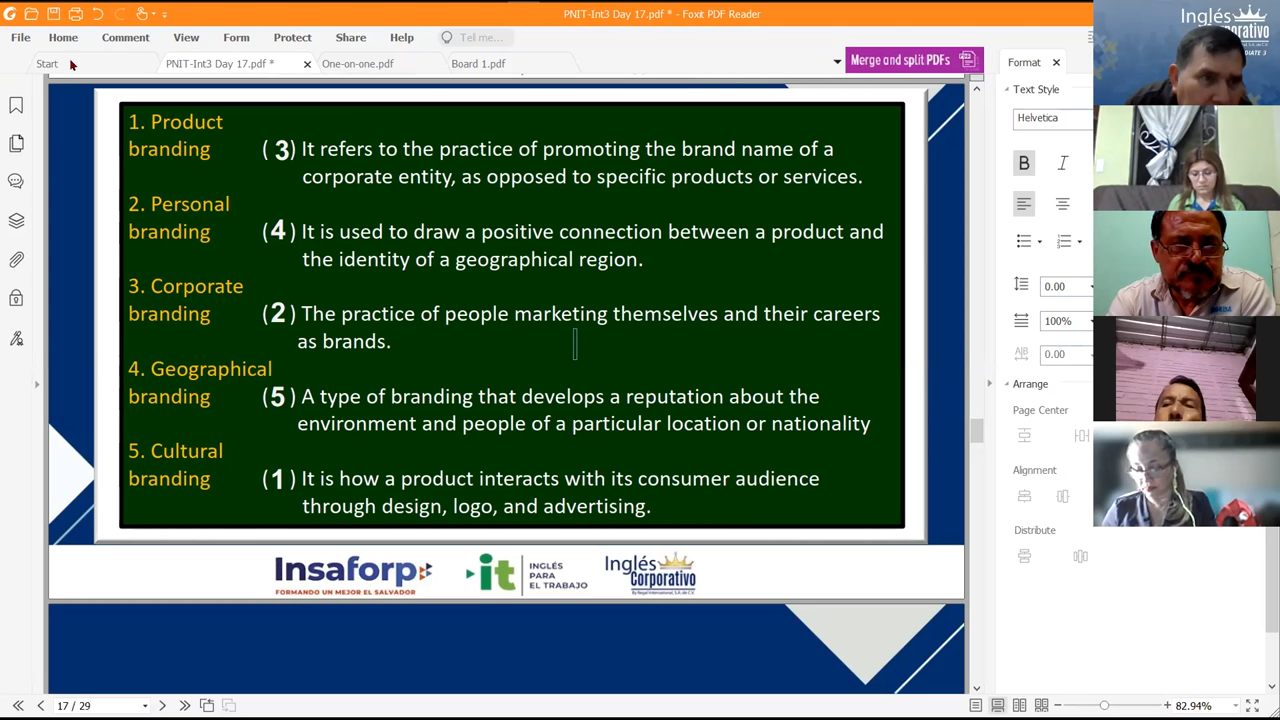 PNIT-Int3 Day 17.pdf * - Foxit PDF Reader
File Home Comment View Form Protect Share Help Tell me...
Start PNIT-Int3 Day 17.pdf * One-on-one.pdf Board 1.pdf Merge and split PDFs
1. Product
branding (3) It refers to the practice of promoting the brand name of a
corporate entity, as opposed to specific products or services.
2. Personal
branding (4) It is used to draw a positive connection between a product and
the identity of a geographical region.
3. Corporate
branding (2) The practice of people marketing themselves and their careers
as brands.
4. Geographical
branding (5) A type of branding that develops a reputation about the
environment and people of a particular location or nationality
5. Cultural
branding (1) It is how a product interacts with its consumer audience
through design, logo, and advertising.
Insaforp
FORMANDO UN MEJOR EL SALVADOR
it INGLÉS
PARA
EL TRABAJO
Inglés
Corporativo
By Regal International, S.A. de C.V.
Format
Text Style
Helvetica
B I
0.00
100%
0.00
Arrange
Page Center
Alignment
Distribute
Inglés
Corporativo
17 / 29
82.94%